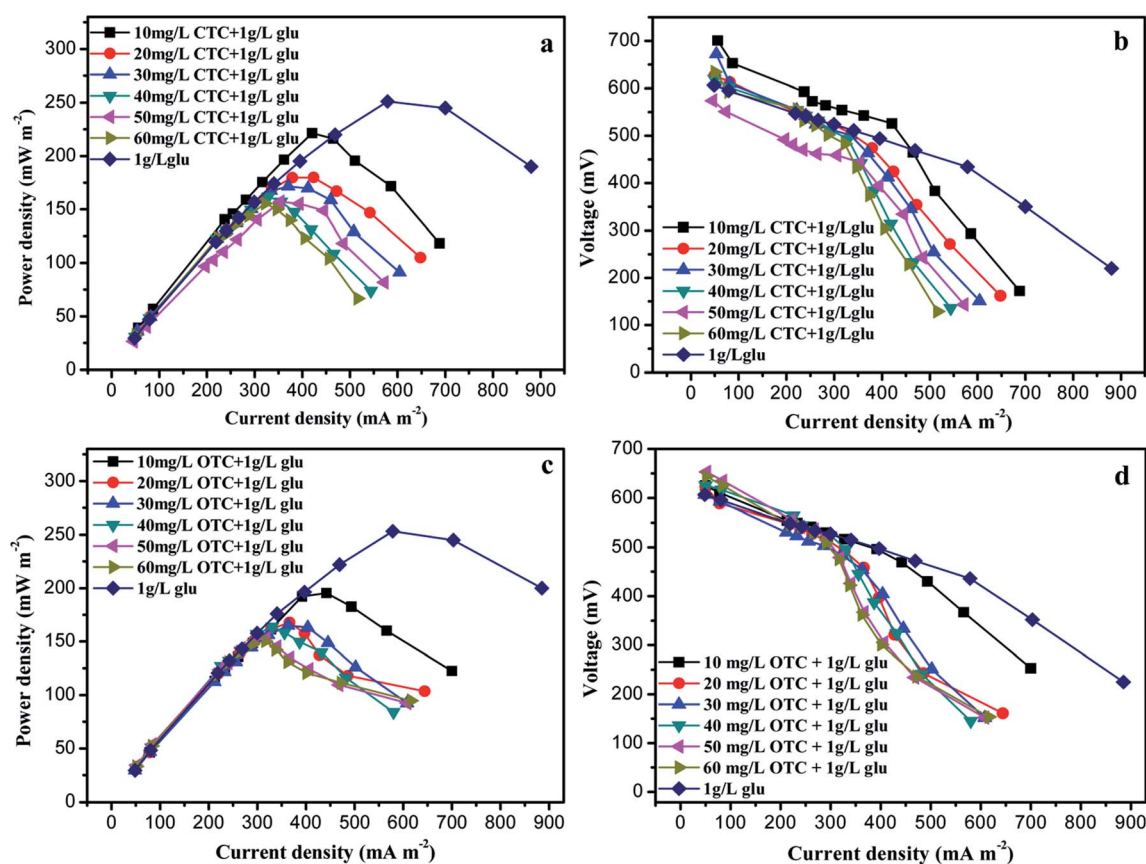 a
10mg/L CTC+1g/L glu
20mg/L CTC+1g/L glu
30mg/L CTC+1g/L glu
40mg/L CTC+1g/L glu
50mg/L CTC+1g/L glu
60mg/L CTC+1g/L glu
1g/Lglu
Power density (mW m-2)
300
250
200
150
100
50
0
0 100 200 300 400 500 600 700 800 900
Current density (mA m-2)
b
Voltage (mV)
700
600
500
400
300
200
100
0
10mg/L CTC+1g/Lglu
20mg/L CTC+1g/Lglu
30mg/L CTC+1g/Lglu
40mg/L CTC+1g/Lglu
50mg/L CTC+1g/Lglu
60mg/L CTC+1g/Lglu
1g/Lglu
0 100 200 300 400 500 600 700 800 900
Current density (mA m-2)
c
10mg/L OTC+1g/L glu
20mg/L OTC+1g/L glu
30mg/L OTC+1g/L glu
40mg/L OTC+1g/L glu
50mg/L OTC+1g/L glu
60mg/L OTC+1g/L glu
1g/L glu
Power density (mW m-2)
300
250
200
150
100
50
0
0 100 200 300 400 500 600 700 800 900
Current density (mA m-2)
d
Voltage (mV)
700
600
500
400
300
200
100
0
10 mg/L OTC + 1g/L glu
20 mg/L OTC + 1g/L glu
30 mg/L OTC + 1g/L glu
40 mg/L OTC + 1g/L glu
50 mg/L OTC + 1g/L glu
60 mg/L OTC + 1g/L glu
1g/L glu
0 100 200 300 400 500 600 700 800 900
Current density (mA m-2)